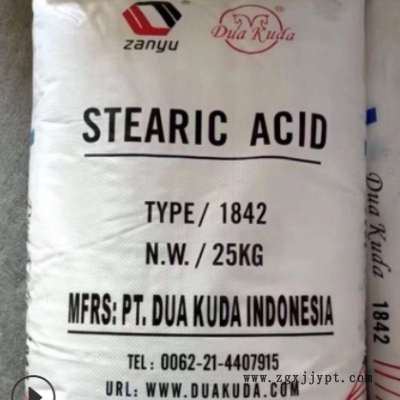 zanyu
Dua Kuda
STEARIC ACID
TYPE/ 1842
N.W./25KG
MFRS: PT. DUA KUDA INDONESIA
TEL: 0062-21-4407915
URL: WWW.DUAKUDA.COM
Dua Kuda 1842
www.zgxjjypt.com